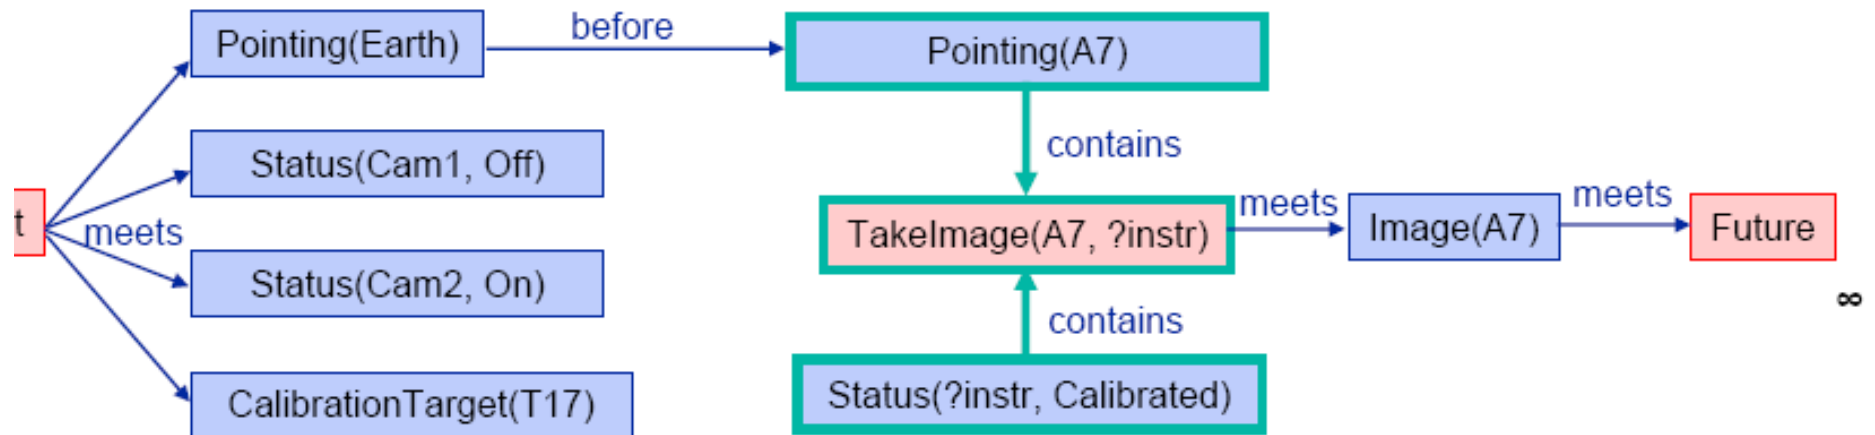 Pointing(Earth)
before
Pointing(A7)
Status(Cam1, Off)
contains
t
meets
TakeImage(A7, ?instr)
meets
Image(A7)
meets
Future
Status(Cam2, On)
∞
contains
CalibrationTarget(T17)
Status(?instr, Calibrated)